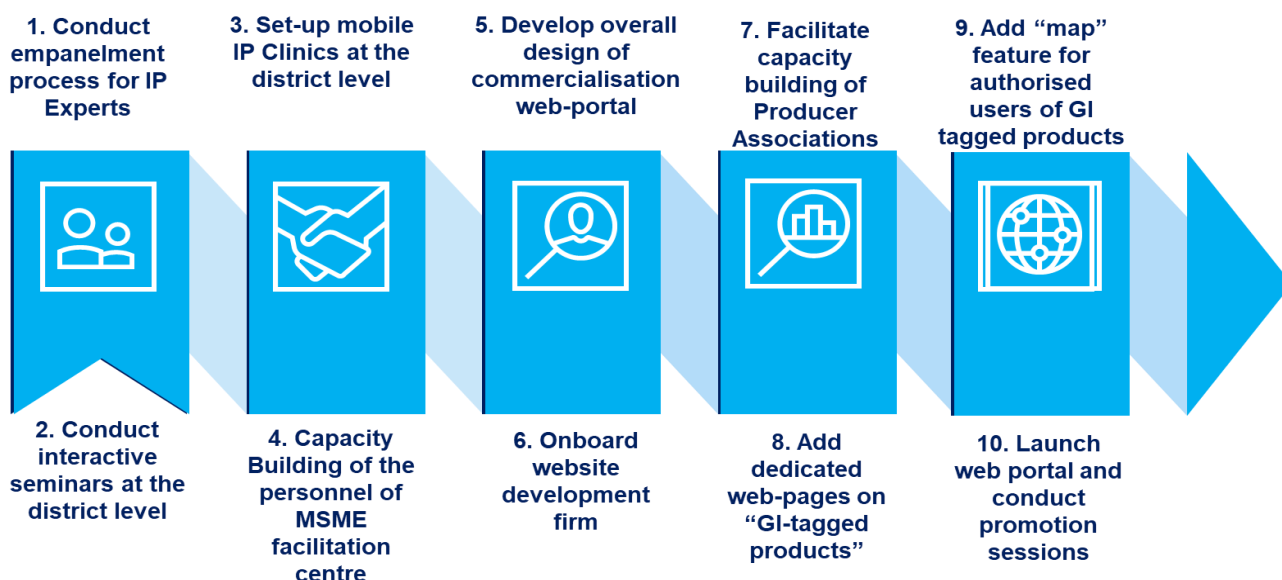 1. Conduct
empanelment
process for IP
Experts
2. Conduct
interactive
seminars at the
district level
3. Set-up mobile
IP Clinics at the
district level
4. Capacity
Building of the
personnel of
MSME
facilitation
centre
5. Develop overall
design of
commercialisation
web-portal
6. Onboard
website
development
firm
7. Facilitate
capacity
building of
Producer
Associations
8. Add
dedicated
web-pages on
“GI-tagged
products”
9. Add “map”
feature for
authorised
users of GI
tagged products
10. Launch
web portal and
conduct
promotion
sessions